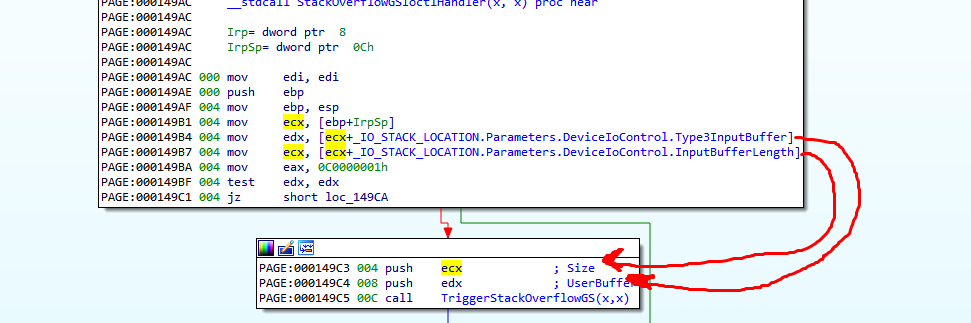 PAGE:000149AC __stdcall StackOverflowGSIoctlHandler(x, x) proc near
PAGE:000149AC
PAGE:000149AC Irp= dword ptr 8
PAGE:000149AC IrpSp= dword ptr 0Ch
PAGE:000149AC
PAGE:000149AC 000 mov edi, edi
PAGE:000149AE 000 push ebp
PAGE:000149AF 004 mov ebp, esp
PAGE:000149B1 004 mov ecx, [ebp+IrpSp]
PAGE:000149B4 004 mov edx, [ecx+_IO_STACK_LOCATION.Parameters.DeviceIoControl.Type3InputBuffer]
PAGE:000149B7 004 mov ecx, [ecx+_IO_STACK_LOCATION.Parameters.DeviceIoControl.InputBufferLength]
PAGE:000149BA 004 mov eax, 0C0000001h
PAGE:000149BF 004 test edx, edx
PAGE:000149C1 004 jz short loc_149CA
PAGE:000149C3 004 push ecx ; Size
PAGE:000149C4 008 push edx ; UserBuffer
PAGE:000149C5 00C call TriggerStackOverflowGS(x,x)